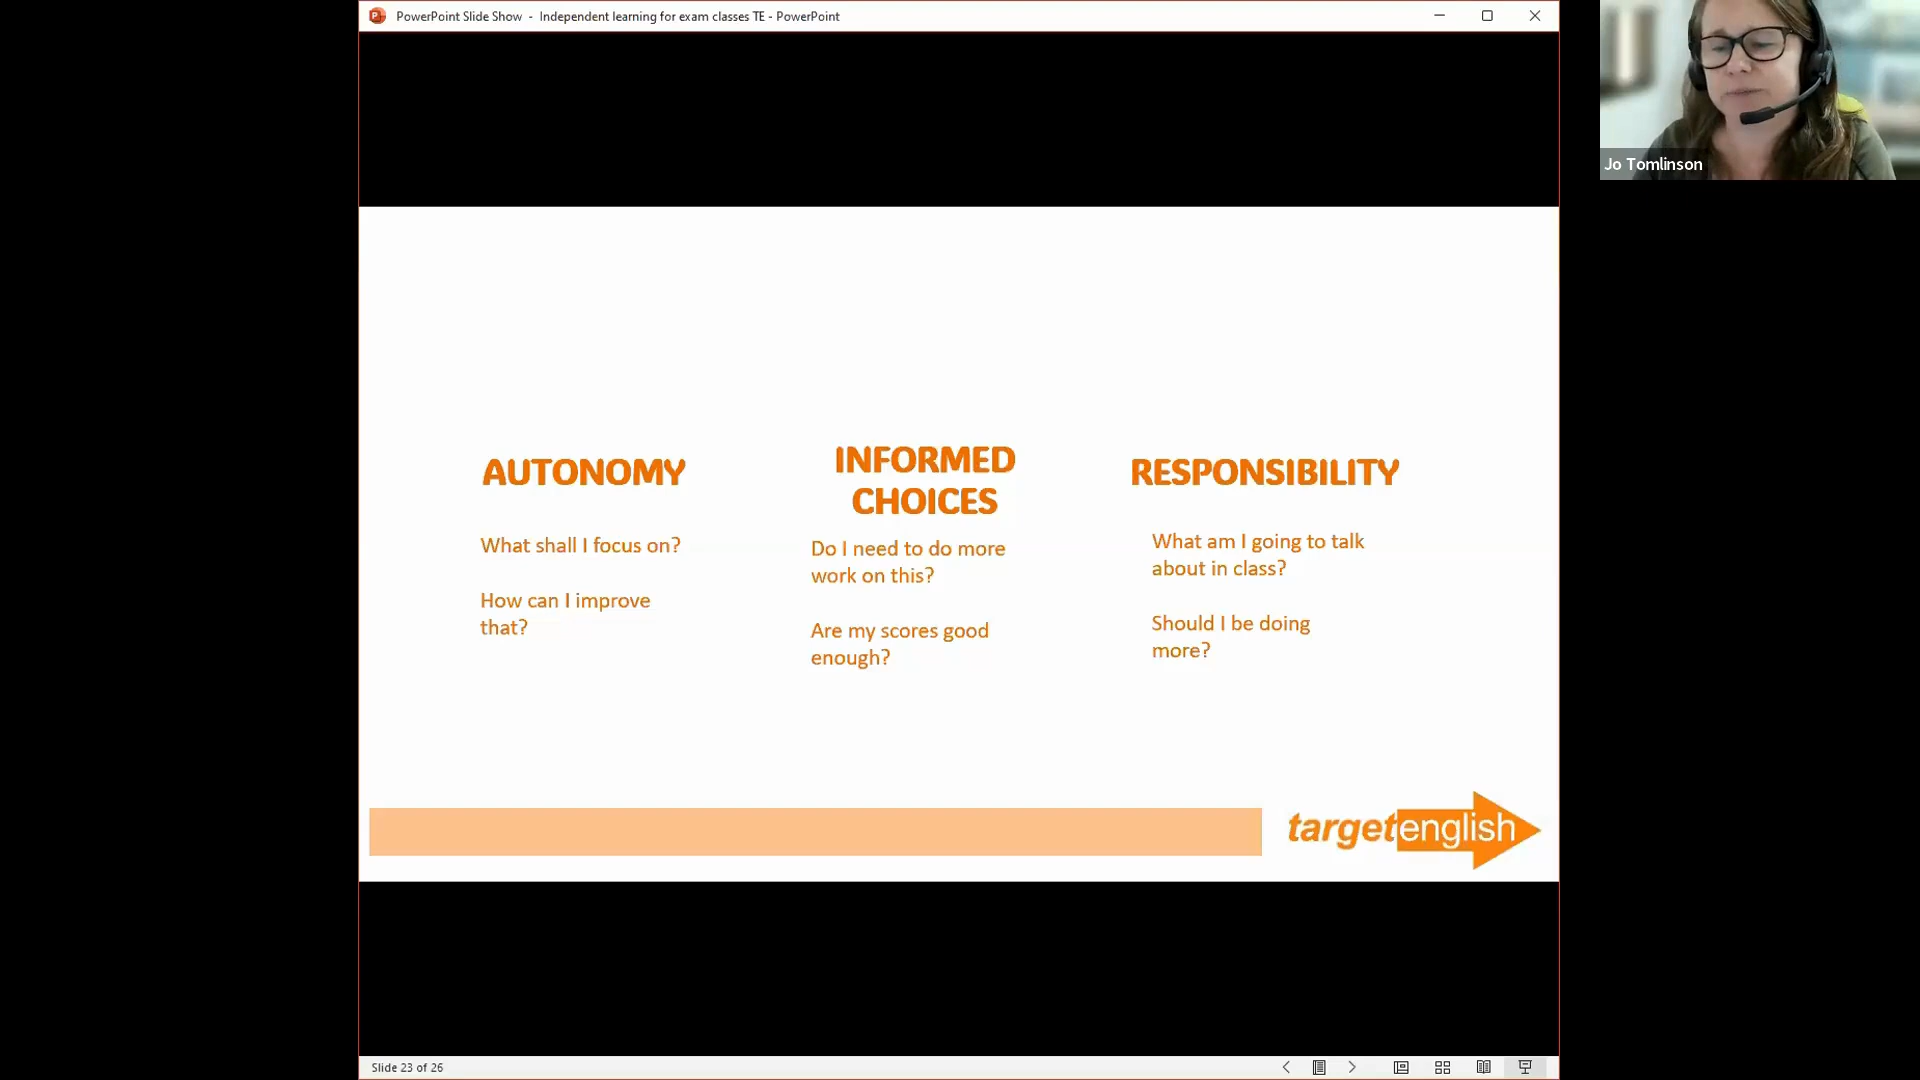 PowerPoint Slide Show - Independent learning for exam classes TE - PowerPoint
Jo Tomlinson
AUTONOMY
What shall I focus on?
How can I improve
that?
INFORMED
CHOICES
Do I need to do more
work on this?
Are my scores good
enough?
RESPONSIBILITY
What am I going to talk
about in class?
Should I be doing
more?
targetenglish
Slide 23 of 26